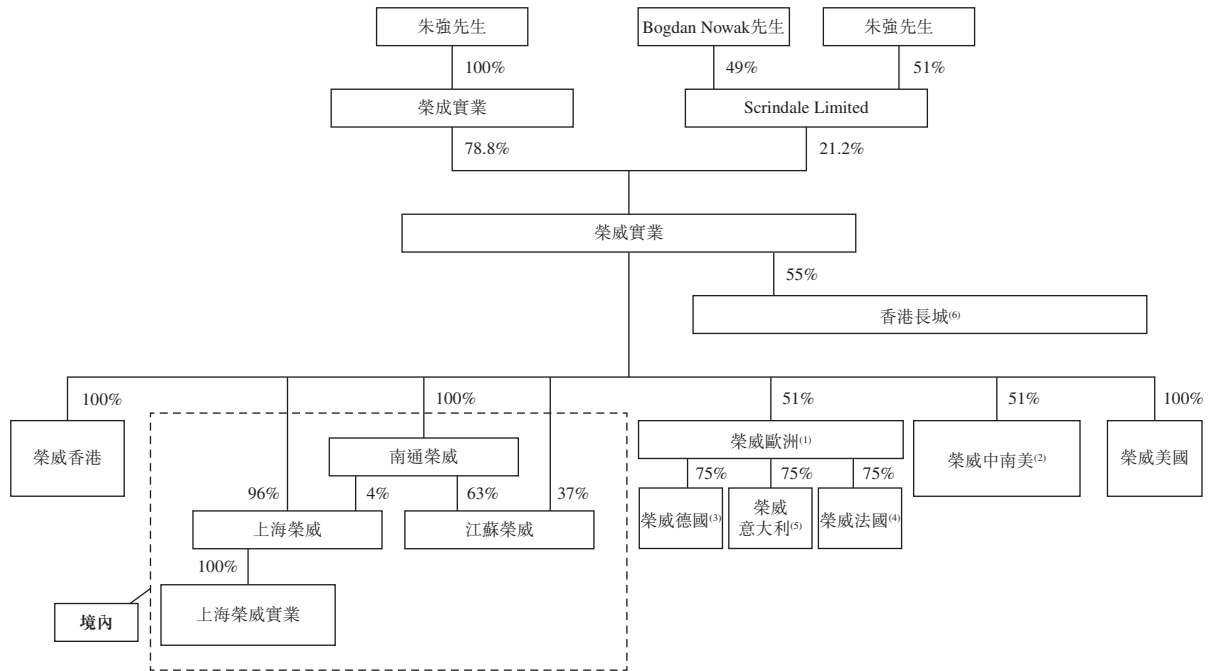 朱強先生
Bogdan Nowak先生
朱強先生
100%
49%
51%
榮成實業
Scrindale Limited
78.8%
21.2%
榮威實業
55%
香港長城(6)
100%
100%
51%
51%
100%
榮威香港
南通榮威
榮威歐洲(1)
榮威中南美(2)
榮威美國
96%
4%
63%
37%
75%
75%
75%
上海榮威
江蘇榮威
榮威德國(3)
榮威
意大利(5)
榮威法國(4)
100%
境內
上海榮威實業